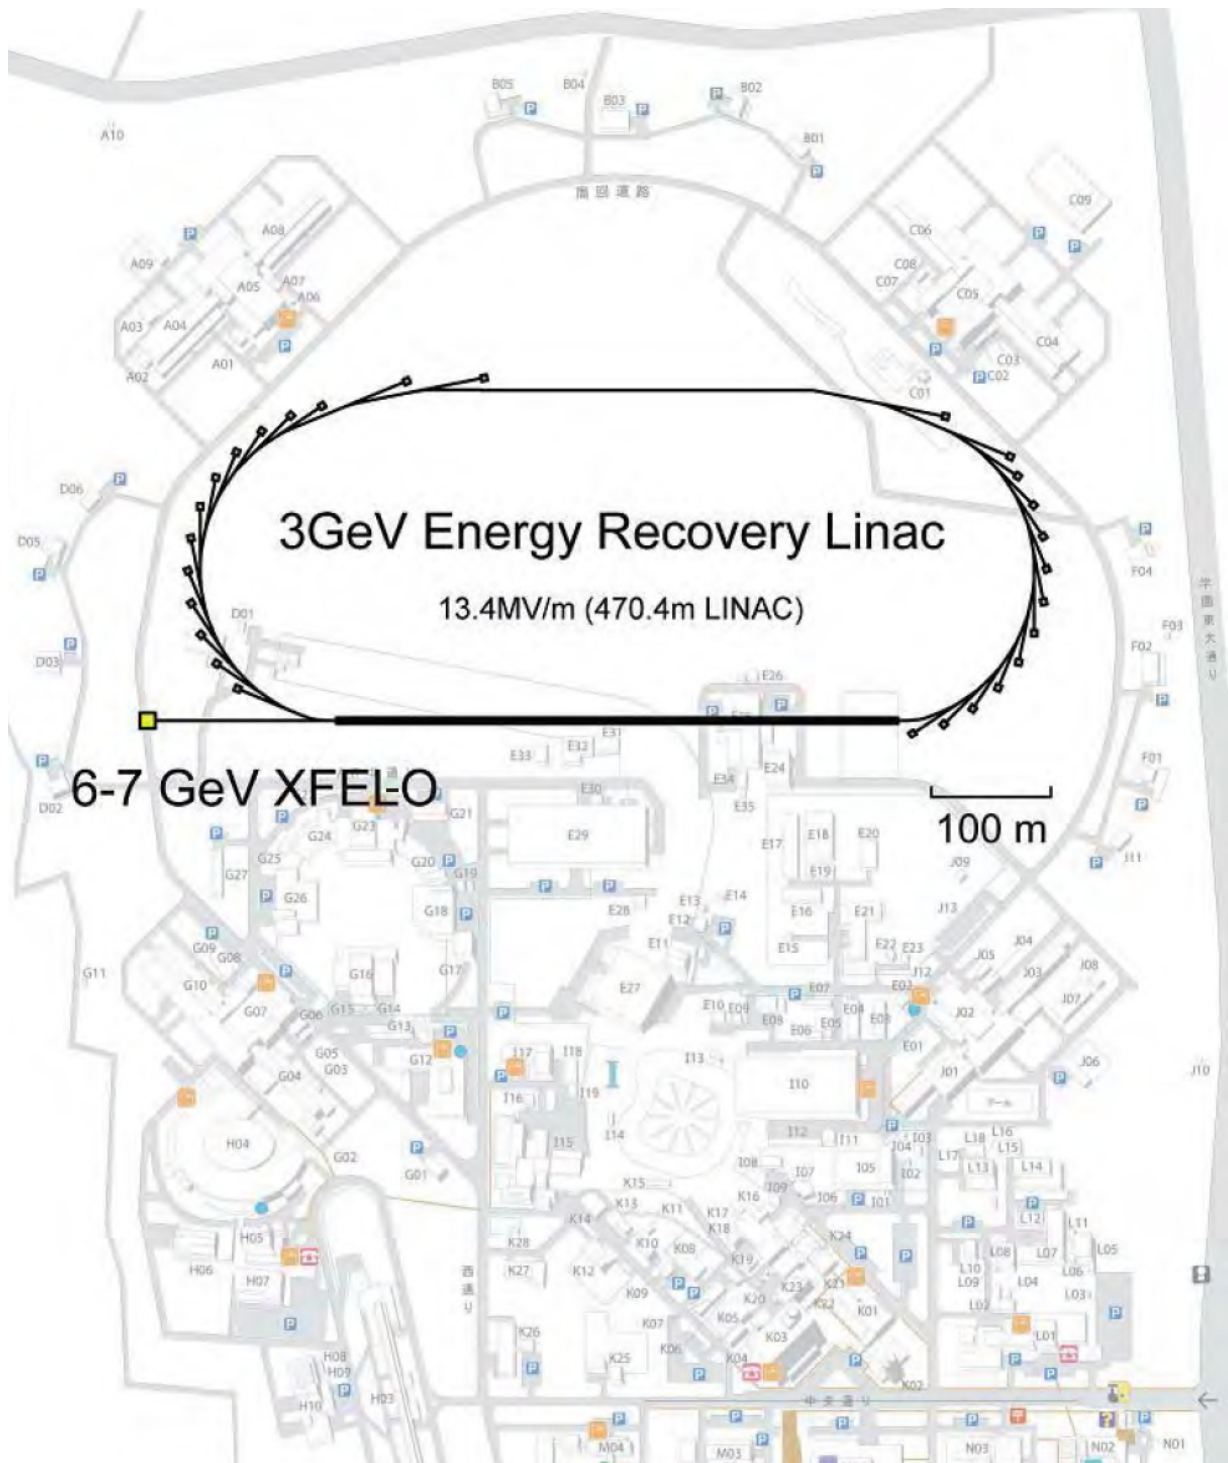 B05
B04
B03
B02
B01
A10
周回道路
C09
A08
C06
A09
C08
C07
A07
A05
A06
C05
A03
A04
C04
A01
C03
A02
C02
C01
D06
3GeV Energy Recovery Linac
D05
F04
学園東大通り
13.4MV/m (470.4m LINAC)
D01
F03
F02
D03
E26
E31
E32
E33
E24
F01
E34
6-7 GeV XFEL-O
D02
E30
E35
100 m
G21
G23
G24
E29
E18
E20
E17
G25
G20
J11
J09
G27
G19
E19
G26
E14
E13
G18
E28
E16
E21
J13
E12
G09
E11
E15
E22
E23
J04
G08
G11
G17
J05
J08
G16
J12
J03
G10
E27
E07
E02
G07
G15
G14
E10
E09
J07
G06
E08
E04
E03
J02
G13
E06
E05
G05
I17
I18
E01
G12
I13
J06
G03
G04
I10
J01
J10
I19
I16
プール
I14
H04
I15
I12
I11
I04
I03
L16
L18
L15
G02
L17
I08
I05
L13
L14
G01
I07
I02
K15
I09
K16
I06
I01
K13
K11
K17
K14
K18
L12
L11
K24
H05
K28
K10
K08
L08
L07
L05
K19
H06
K27
K12
L10
L06
西通り
H07
K23
K21
L09
L04
K09
K20
K22
L02
L03
K05
K01
K07
K26
K03
L01
K06
H08
K04
K25
H09
K02
H03
H10
中央通り
M04
M03
N03
N02
N01